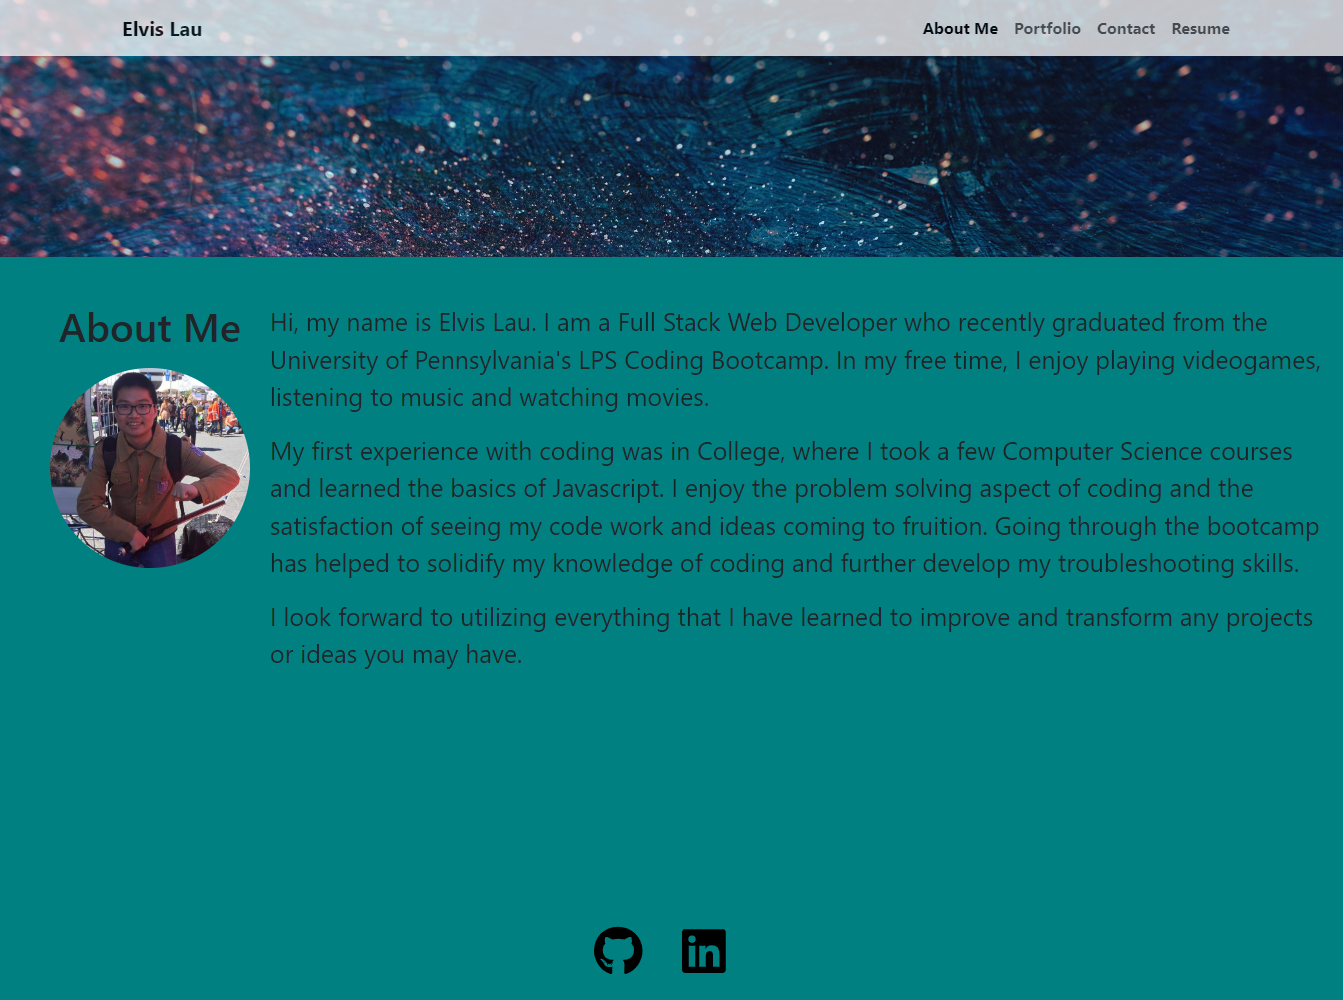 Elvis Lau
About Me Portfolio Contact Resume
About Me
Hi, my name is Elvis Lau. I am a Full Stack Web Developer who recently graduated from the
University of Pennsylvania's LPS Coding Bootcamp. In my free time, I enjoy playing videogames,
listening to music and watching movies.
My first experience with coding was in College, where I took a few Computer Science courses
and learned the basics of Javascript. I enjoy the problem solving aspect of coding and the
satisfaction of seeing my code work and ideas coming to fruition. Going through the bootcamp
has helped to solidify my knowledge of coding and further develop my troubleshooting skills.
I look forward to utilizing everything that I have learned to improve and transform any projects
or ideas you may have.
in